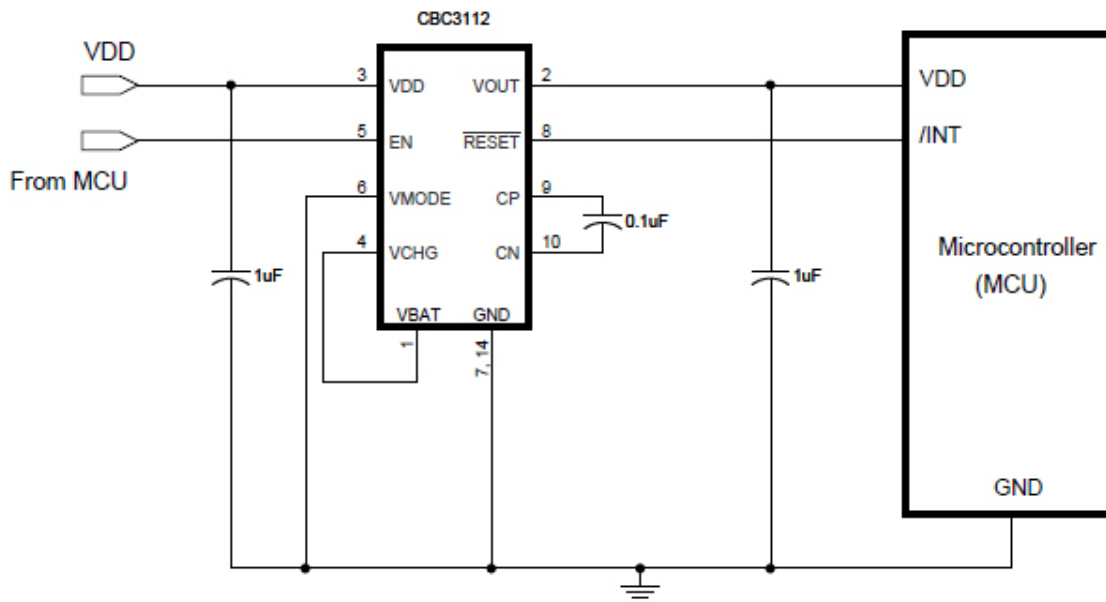 CBC3112
VDD
From MCU
3
5
6
4
VDD
EN
VMODE
VCHG
VBAT
GND
1
7, 14
VOUT
RESET
CP
CN
2
8
9
10
0.1uF
1uF
1uF
VDD
/INT
Microcontroller
(MCU)
GND